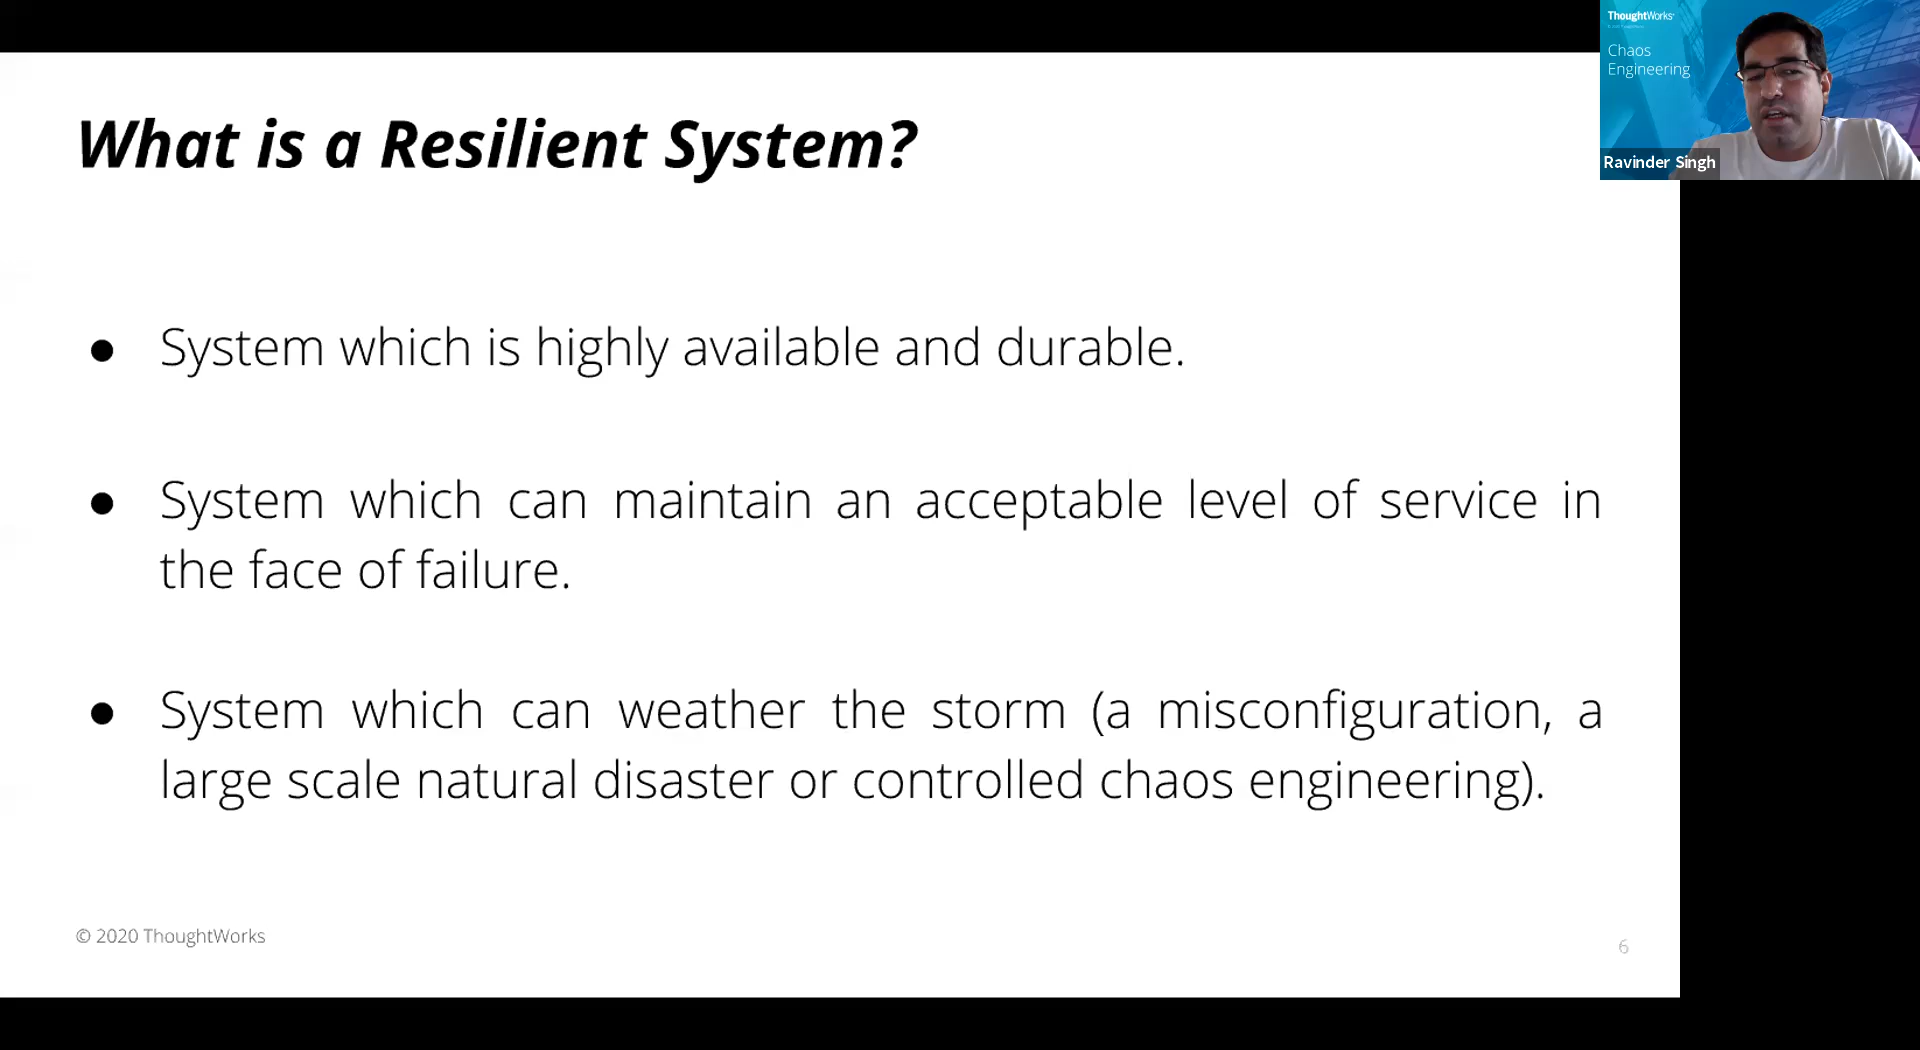 What is a Resilient System?
● System which is highly available and durable.
● System which can maintain an acceptable level of service in
the face of failure.
● System which can weather the storm (a misconfiguration, a
large scale natural disaster or controlled chaos engineering).
© 2020 ThoughtWorks
6
ThoughtWorks
Chaos
Engineering
Ravinder Singh